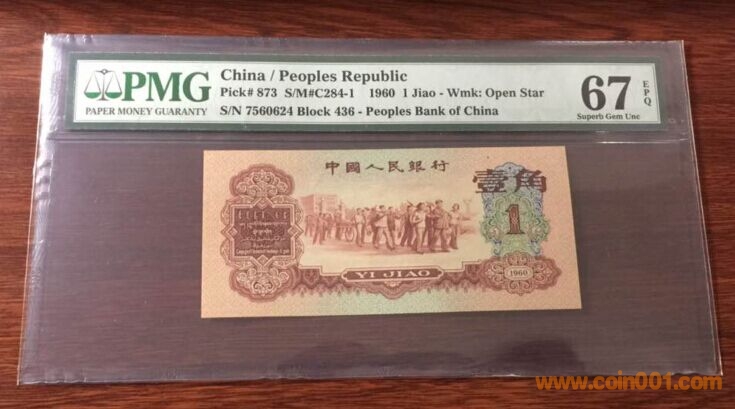 PMG
PAPER MONEY GUARANTY
China / Peoples Republic
Pick# 873 S/M#C284-1 1960 1 Jiao - Wmk: Open Star
S/N 7560624 Block 436 - Peoples Bank of China
67 EPQ
Superb Gem Unc
中國人民銀行
壹角
1
YI JIAO
1960
www.coin001.com